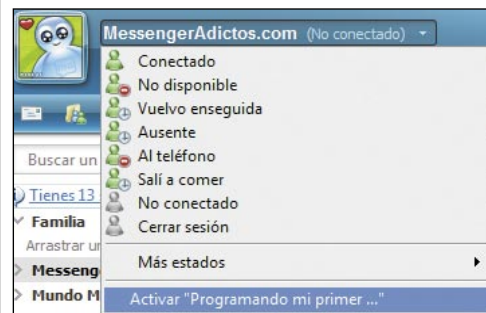 MessengerAdictos.com (No conectado)
Conectado
No disponible
Vuelvo enseguida
Ausente
Al teléfono
Salí a comer
No conectado
Cerrar sesión
Más estados
Activar "Programando mi primer ..."
Buscar un
Tienes 13
Familia
Arrastrar un
Messeng
Mundo M